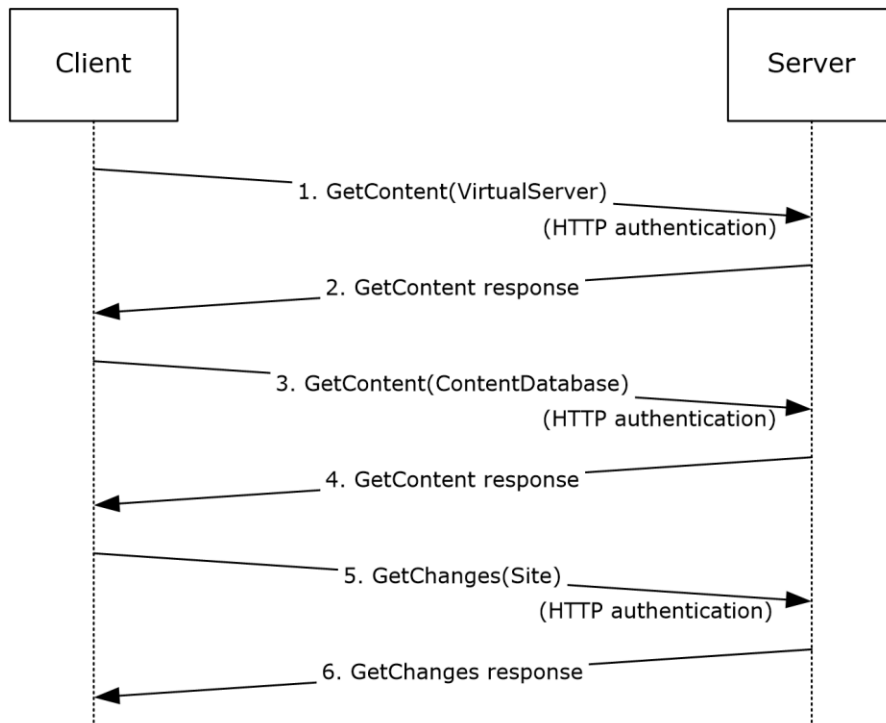 Client
Server
1. GetContent(VirtualServer)
(HTTP authentication)
2. GetContent response
3. GetContent(ContentDatabase)
(HTTP authentication)
4. GetContent response
5. GetChanges(Site)
(HTTP authentication)
6. GetChanges response